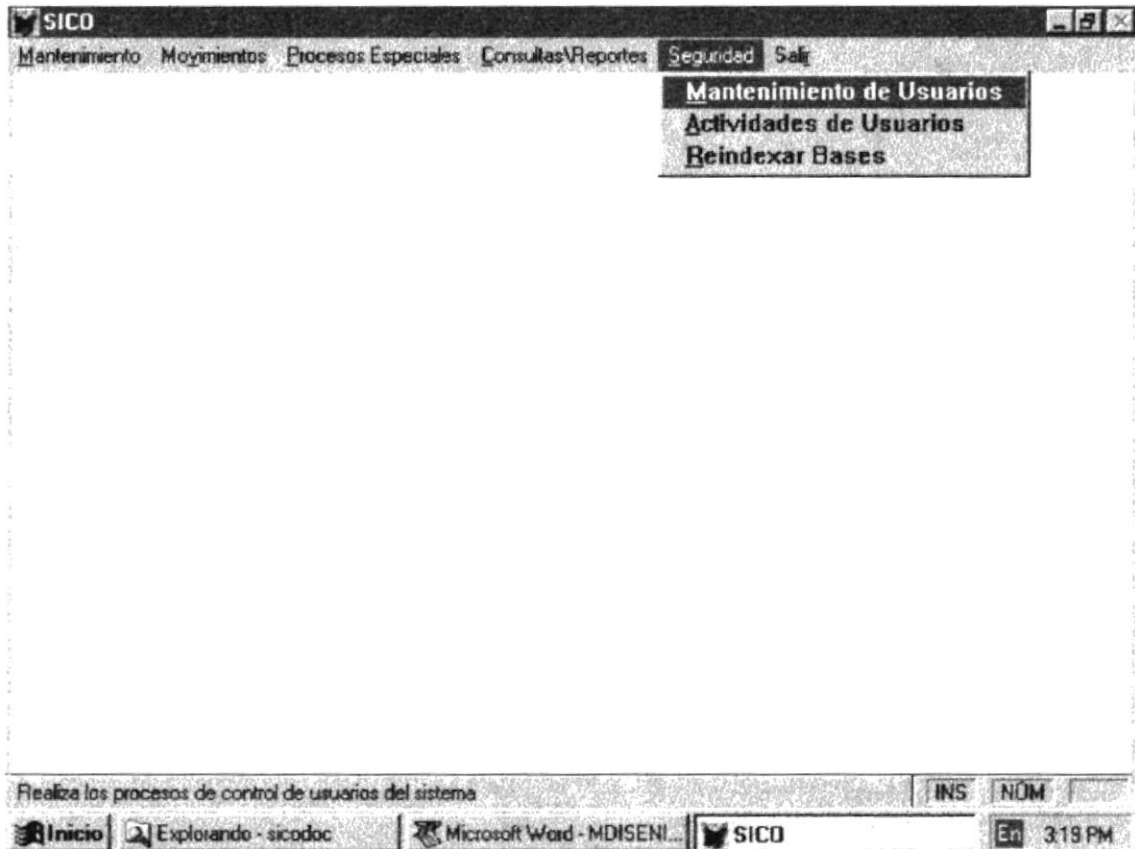 SICO
Mantenimiento Movimientos Procesos Especiales Consultas\Reportes Seguridad Salir
Mantenimiento de Usuarios
Actividades de Usuarios
Reindexar Bases
Realiza los procesos de control de usuarios del sistema INS NÚM
Inicio Explorando - sicodoc Microsoft Word - MDISENI... SICO En 3:19 PM